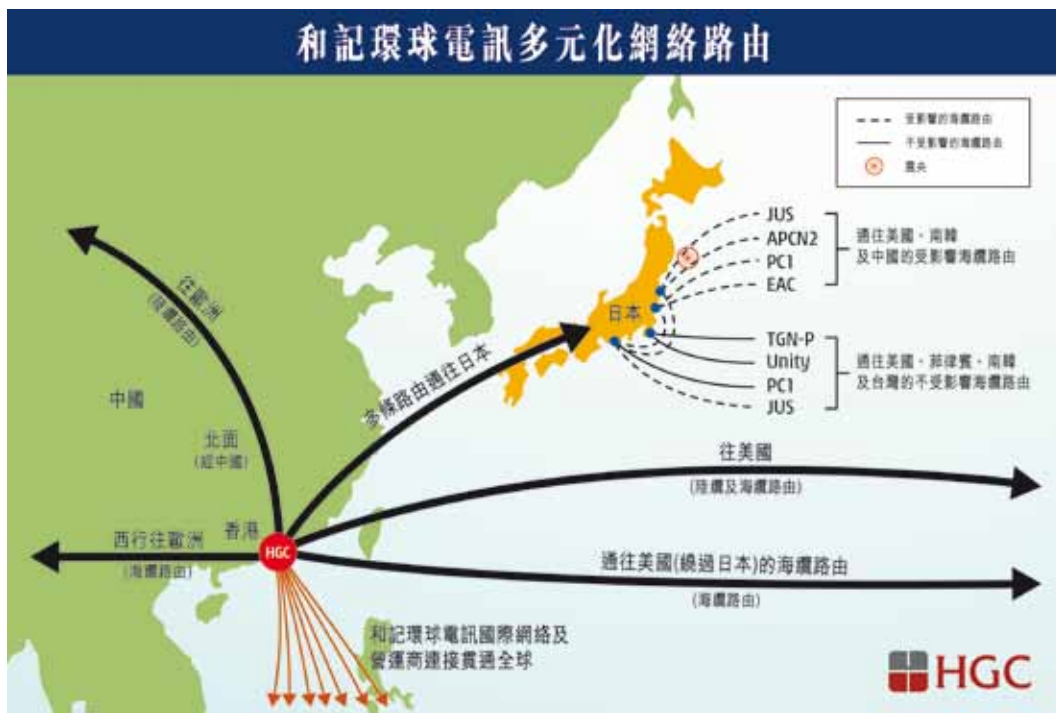 和記環球電訊多元化網絡路由
受影響的海纜路由
不受影響的海纜路由
震央
JUS
APCN2
PC1
EAC
通往美國、南韓
及中國的受影響海纜路由
日本
TGN-P
Unity
PC1
JUS
通往美國、菲律賓、南韓
及台灣的不受影響海纜路由
往歐洲
(陸纜路由)
多條路由通往日本
中國
北面
(經中國)
往美國
(陸纜及海纜路由)
香港
HGC
西行往歐洲
(海纜路由)
通往美國(繞過日本)的海纜路由
(海纜路由)
和記環球電訊國際網絡及
營運商連接貫通全球
HGC